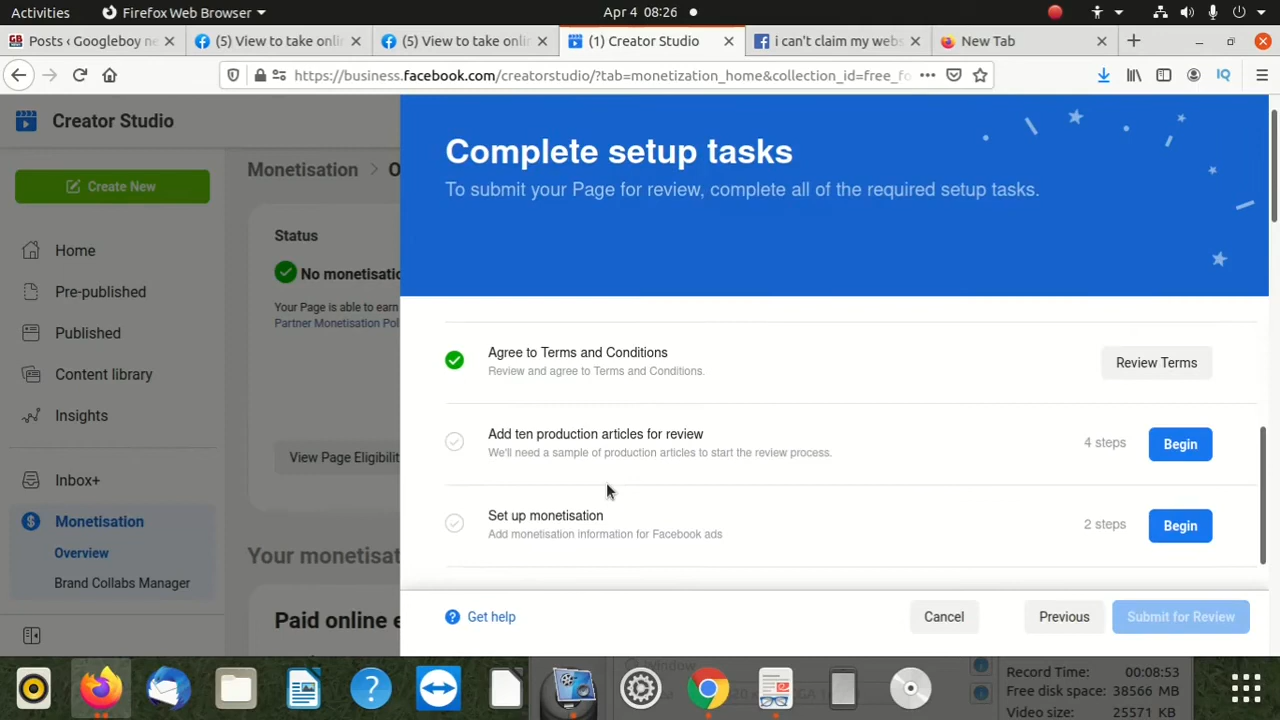 Activities
Firefox Web Browser
Apr 4 08:26
Posts ‹ Googleboy ne
(5) View to take onli
(5) View to take onli
(1) Creator Studio
i can't claim my webs
New Tab
https://business.facebook.com/creatorstudio/?tab=monetization_home&collection_id=free_fo
IQ
Creator Studio
Create New
Home
Pre-published
Published
Content library
Insights
Inbox+
Monetisation
Overview
Brand Collabs Manager
Monetisation > O
Status
No monetisatio
Your Page is able to earn
Partner Monetisation Pol
View Page Eligibilit
Your monetisat
Paid online e
Complete setup tasks
To submit your Page for review, complete all of the required setup tasks.
Agree to Terms and Conditions
Review and agree to Terms and Conditions.
Review Terms
Add ten production articles for review
We'll need a sample of production articles to start the review process.
4 steps
Begin
Set up monetisation
Add monetisation information for Facebook ads
2 steps
Begin
Get help
Cancel
Previous
Submit for Review
Window
Record Time: 00:08:53
Free disk space: 38566 MB
Video size: 25571 KB